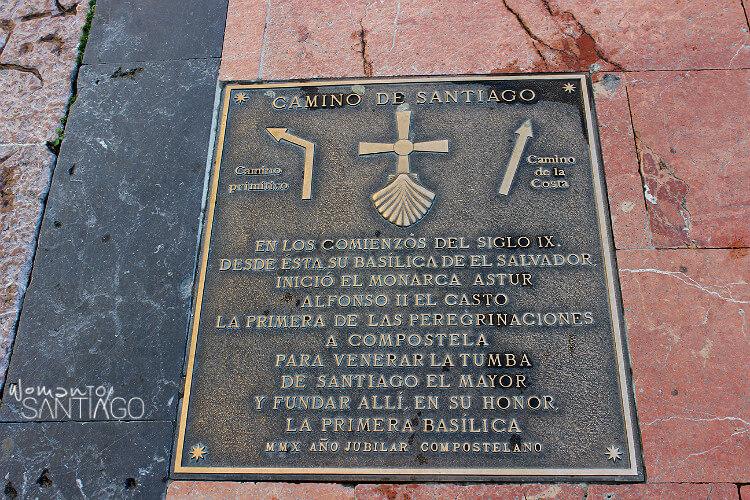 CAMINO DE SANTIAGO
Camino
primitivo
Camino
de la
Costa
EN LOS COMIENZOS DEL SIGLO IX.
DESDE ÉSTA SU BASÍLICA DE EL SALVADOR,
INICIÓ EL MONARCA ASTUR
ALFONSO II EL CASTO
LA PRIMERA DE LAS PEREGRINACIONES
A COMPOSTELA
PARA VENERAR LA TUMBA
DE SANTIAGO EL MAYOR
Y FUNDAR ALLÍ, EN SU HONOR,
LA PRIMERA BASÍLICA
MMX AÑO JUBILAR COMPOSTELANO
WomanTO
SANTIAGO